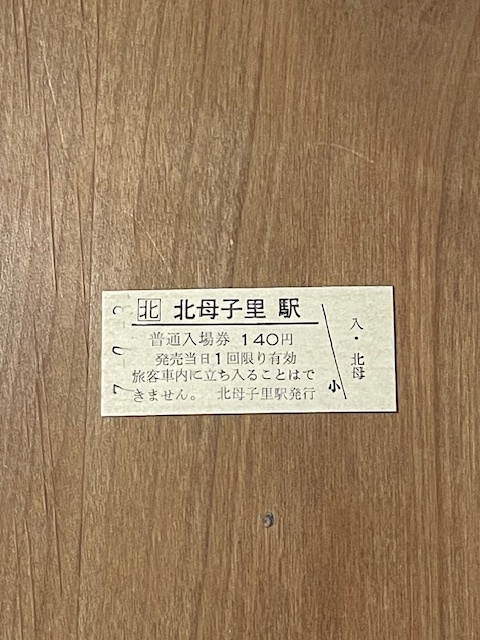 北 北母子里 駅
普通入場券 140円
発売当日1回限り有効
旅客車内に立ち入ることはで
きません。 北母子里駅発行
小
入・北母